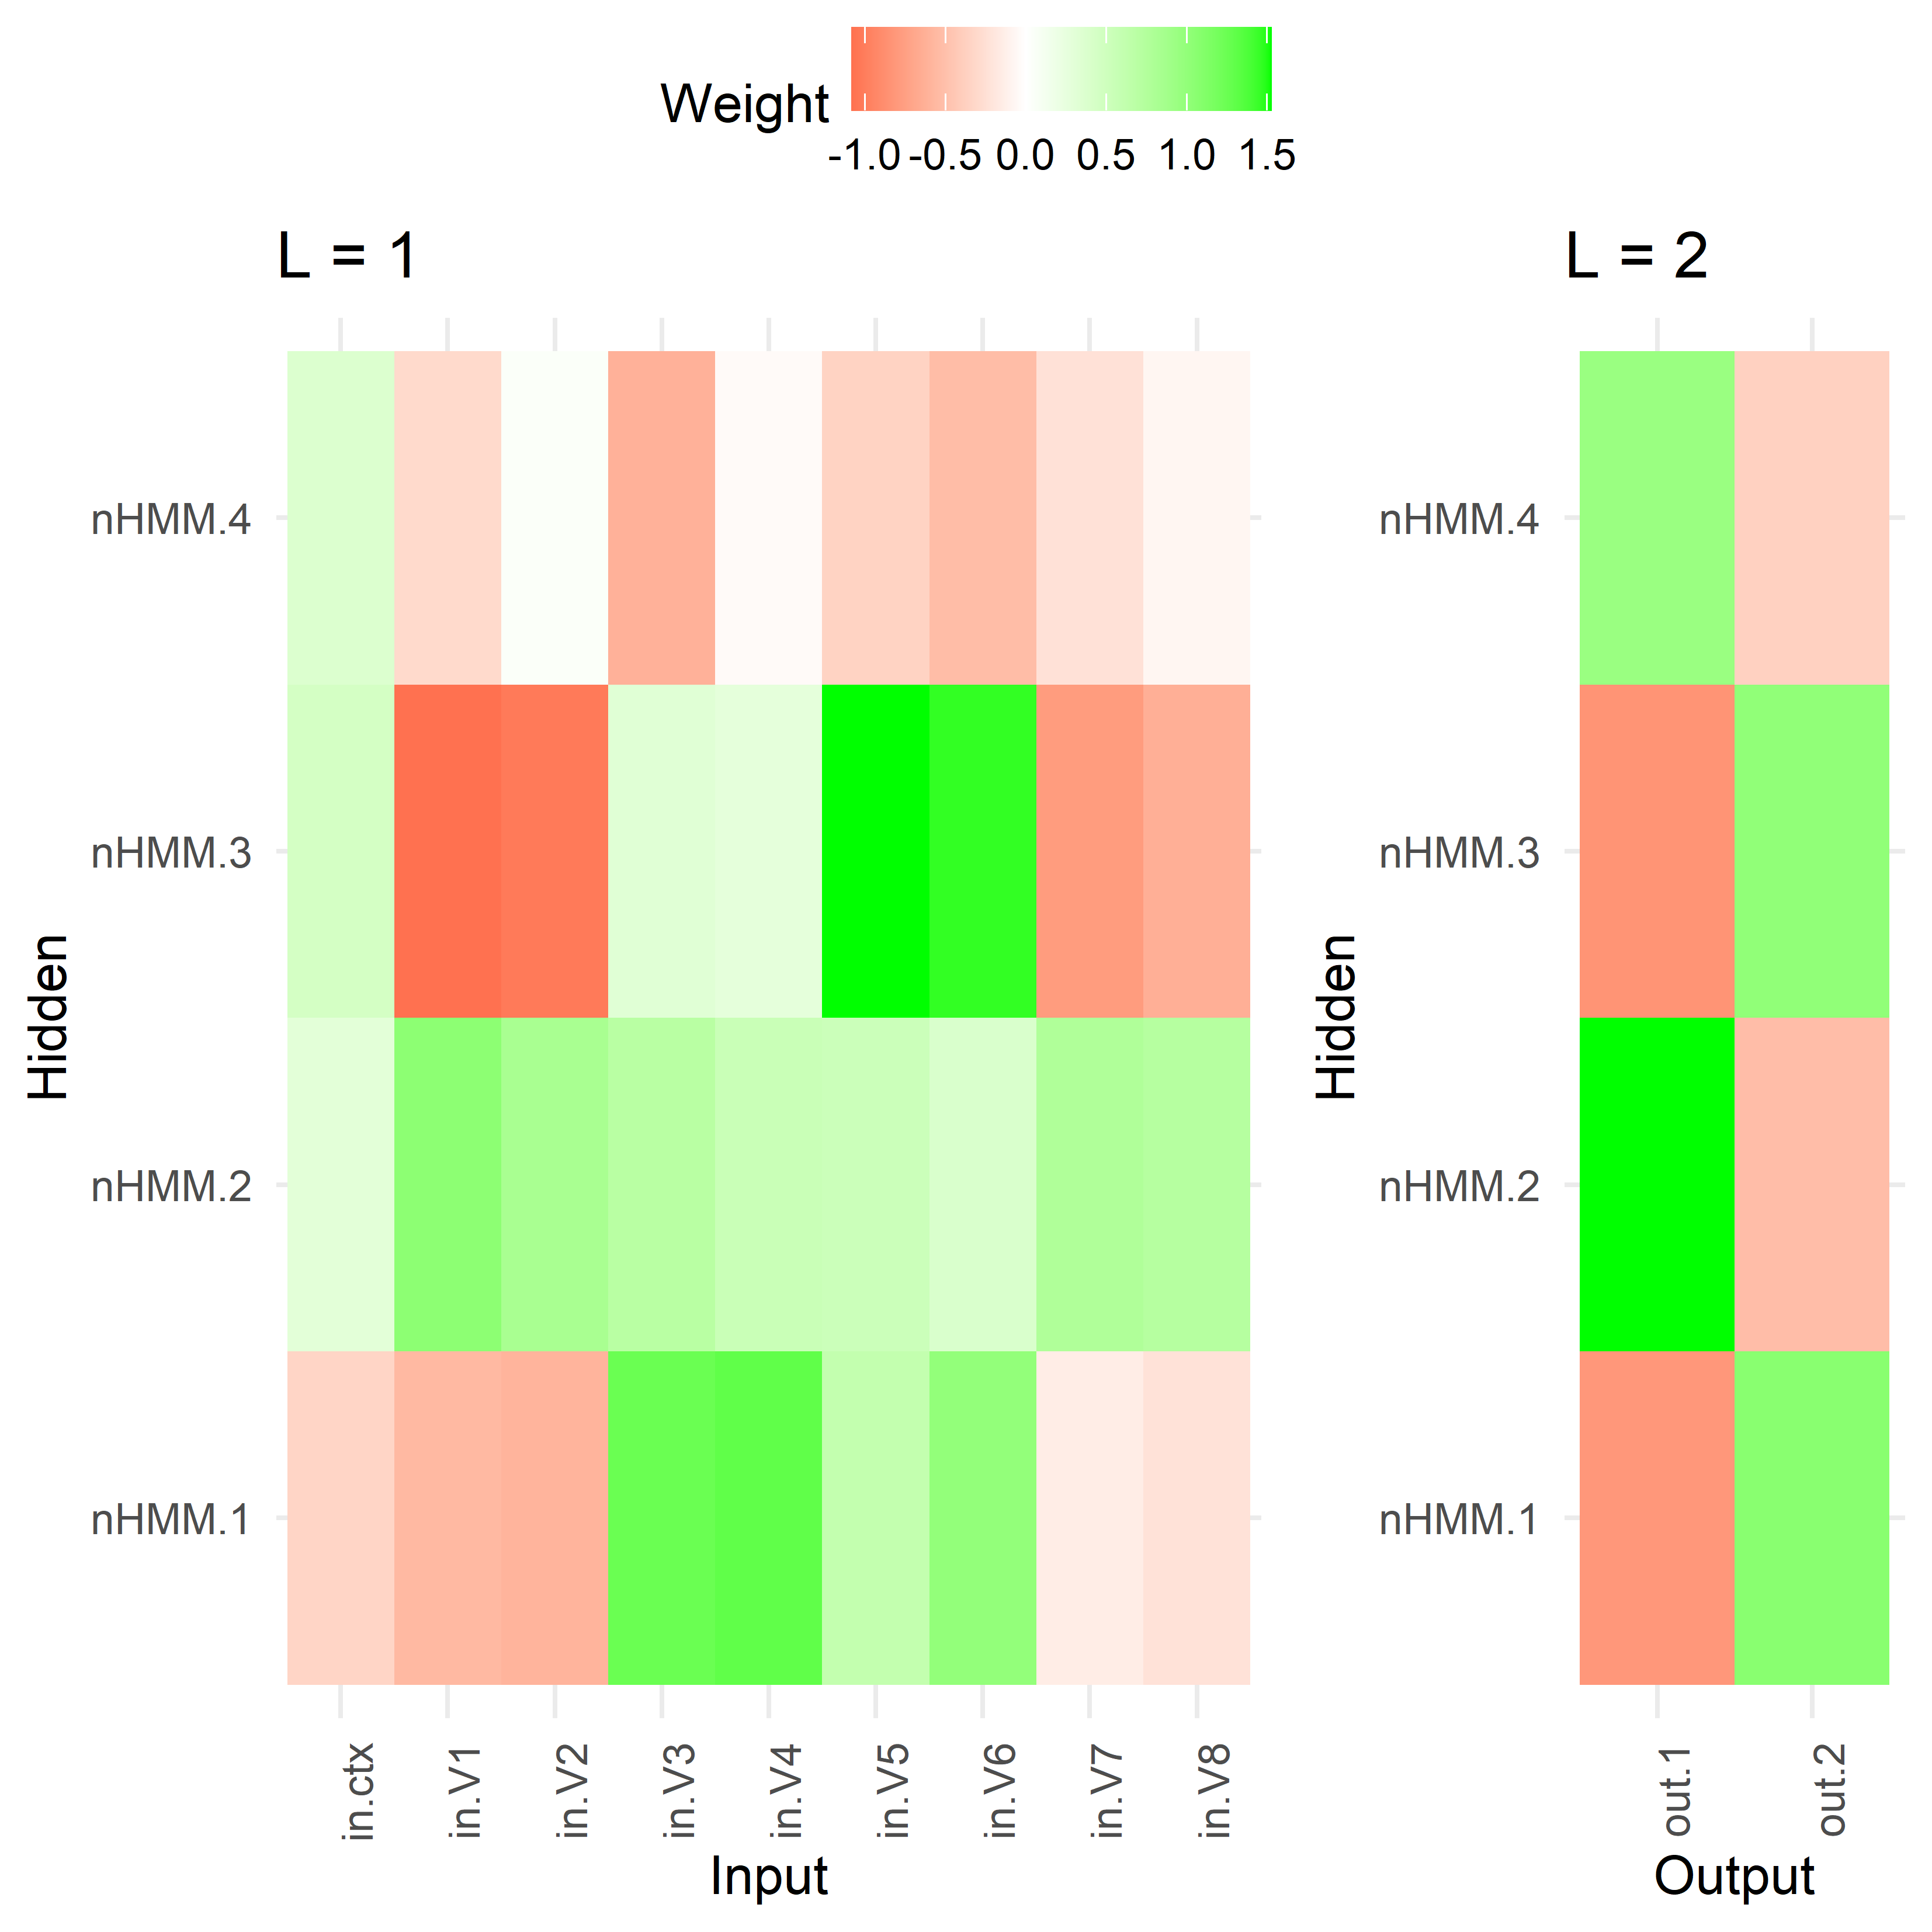 Weight
-1.0 -0.5 0.0 0.5 1.0 1.5
L = 1
nHMM.4
nHMM.3
nHMM.2
nHMM.1
Hidden
in.ctx in.V1 in.V2 in.V3 in.V4 in.V5 in.V6 in.V7 in.V8
Input
L = 2
nHMM.4
nHMM.3
nHMM.2
nHMM.1
Hidden
out.1 out.2
Output